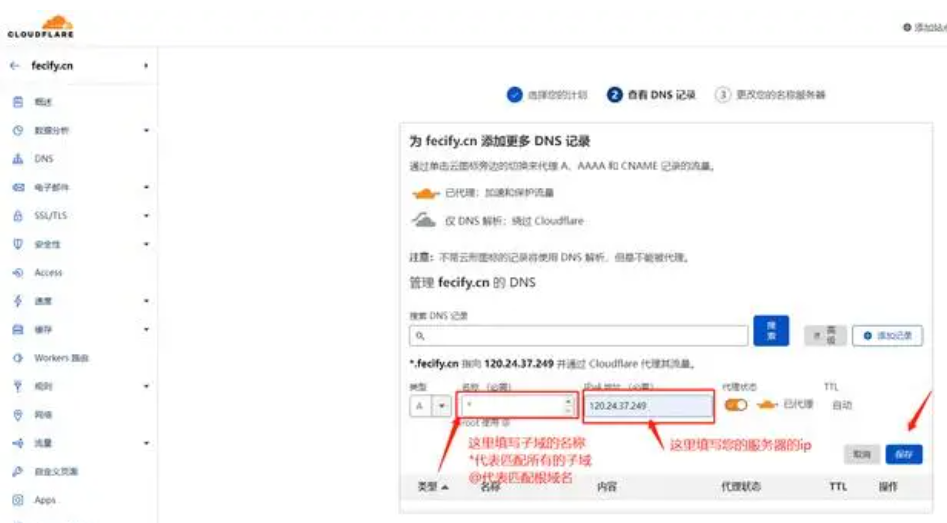 CLOUDFLARE
添加站点
fecify.cn
概述
数据分析
DNS
电子邮件
SSL/TLS
安全性
Access
速度
缓存
Workers 路由
规则
网络
流量
自定义页面
Apps
选择您的计划
2 查看 DNS 记录
3 更改您的名称服务器
为 fecify.cn 添加更多 DNS 记录
通过单击云图标旁边的切换来代理 A、AAAA 和 CNAME 记录的流量。
已代理：加速和保护流量
仅 DNS 解析：绕过 Cloudflare
注意：不带云形图标的记录将使用 DNS 解析，但是不能被代理。
管理 fecify.cn 的 DNS
搜索 DNS 记录
搜索
高级
添加记录
*.fecify.cn 指向 120.24.37.249 并通过 Cloudflare 代理其流量。
类型 名称 （必需） IPv4 地址 （必需） 代理状态 TTL
A * 120.24.37.249 已代理 自动
root 使用 @
这里填写子域的名称
*代表匹配所有的子域
@代表匹配根域名
这里填写您的服务器的ip
取消 保存
类型 名称 内容 代理状态 TTL 操作